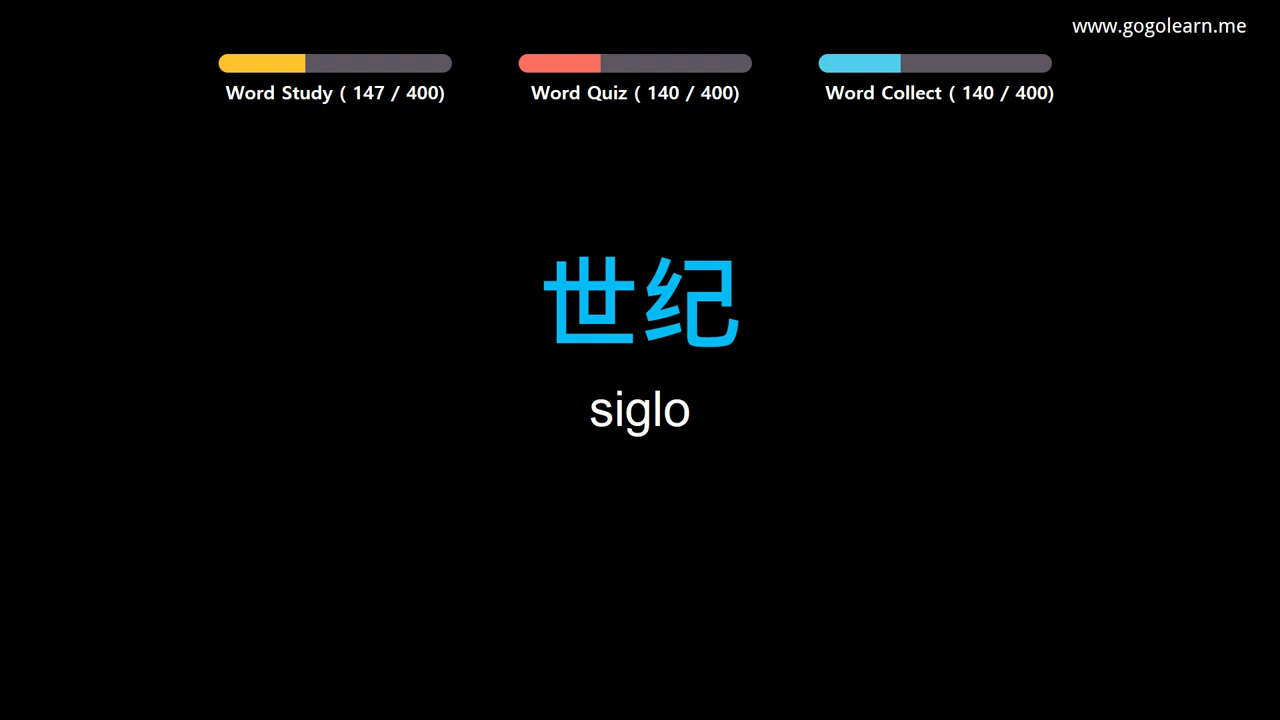 www.gogolearn.me
Word Study ( 147 / 400)
Word Quiz ( 140 / 400)
Word Collect ( 140 / 400)
世纪
siglo